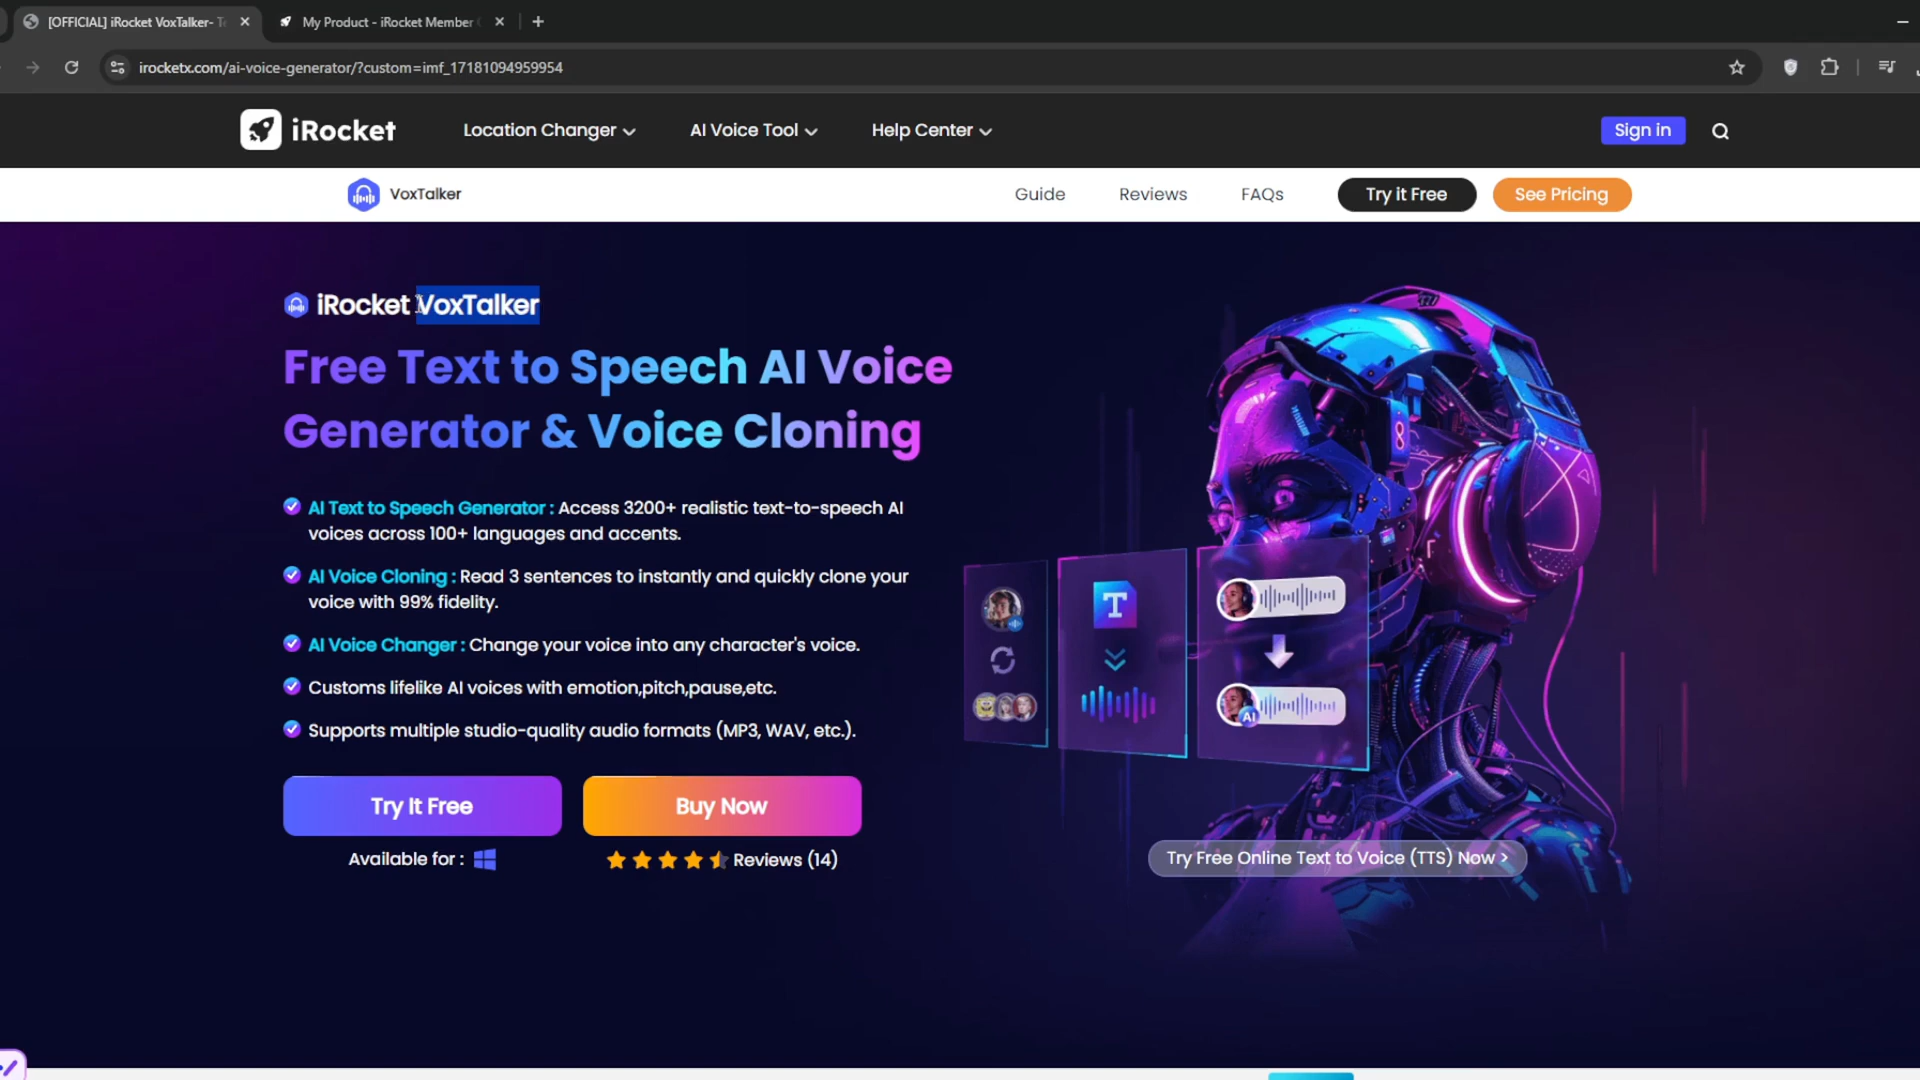 [OFFICIAL] iRocket VoxTalker- Te
My Product - iRocket Member
irocketx.com/ai-voice-generator/?custom=imf_17181094959954
iRocket
Location Changer
AI Voice Tool
Help Center
Sign in
VoxTalker
Guide
Reviews
FAQs
Try it Free
See Pricing
iRocket VoxTalker
Free Text to Speech AI Voice
Generator & Voice Cloning
AI Text to Speech Generator : Access 3200+ realistic text-to-speech AI
voices across 100+ languages and accents.
AI Voice Cloning : Read 3 sentences to instantly and quickly clone your
voice with 99% fidelity.
AI Voice Changer : Change your voice into any character's voice.
Customs lifelike AI voices with emotion,pitch,pause,etc.
Supports multiple studio-quality audio formats (MP3, WAV, etc.).
T
AI
Try It Free
Buy Now
Available for :
Reviews (14)
Try Free Online Text to Voice (TTS) Now >